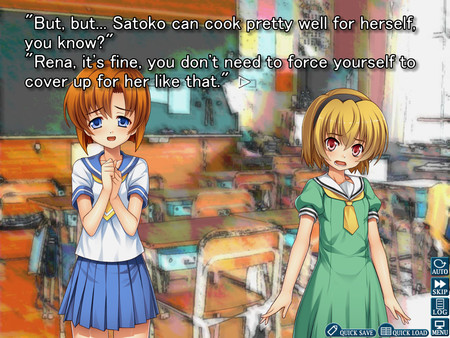 "But, but... Satoko can cook pretty well for herself,
you know?"
"Rena, it's fine, you don't need to force yourself to
cover up for her like that."
AUTO
SKIP
LOG
QUICK SAVE QUICK LOAD MENU